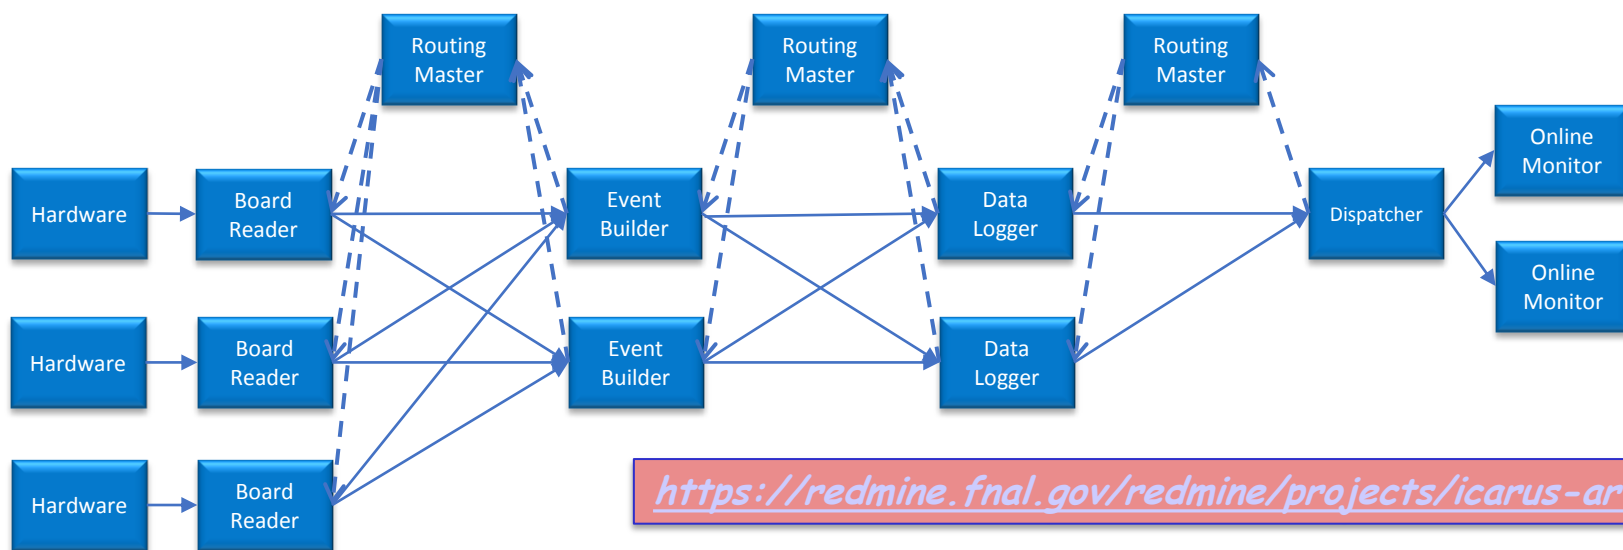 Routing
Master
Routing
Master
Routing
Master
Online
Monitor
Hardware
Board
Reader
Event
Builder
Data
Logger
Dispatcher
Online
Monitor
Hardware
Board
Reader
Event
Builder
Data
Logger
Hardware
Board
Reader
https://redmine.fnal.gov/redmine/projects/icarus-ar